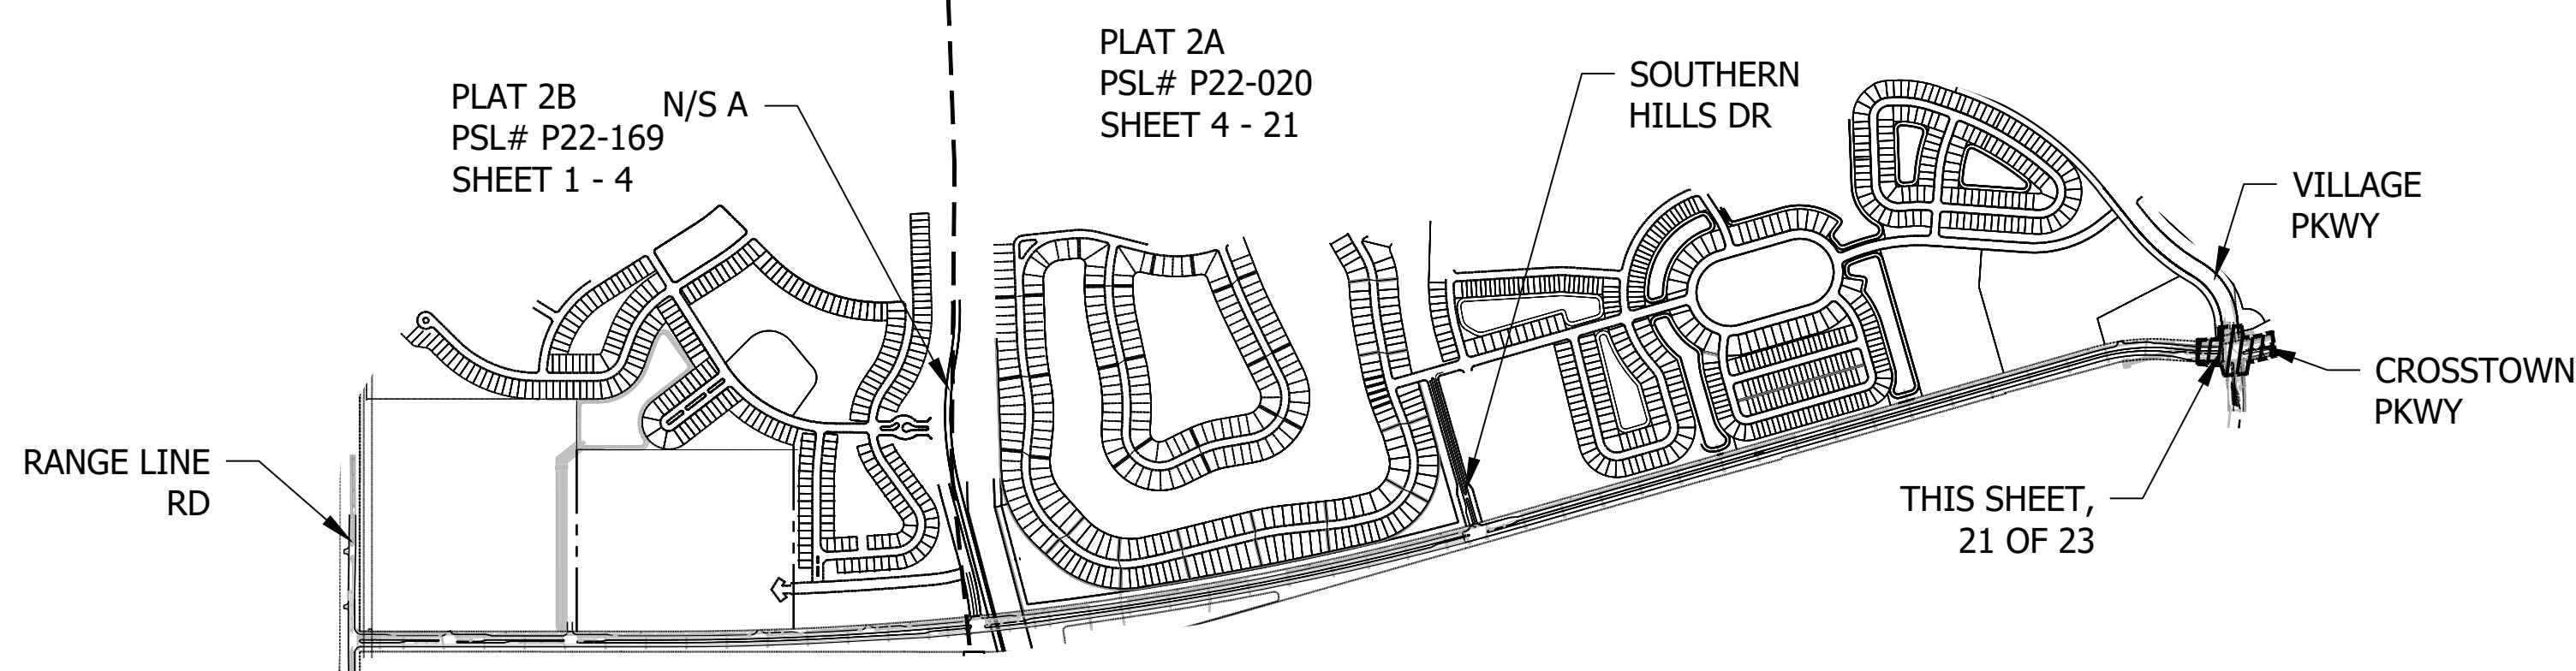 PLAT 2B
PSL# P22-169
SHEET 1 - 4
N/S A
PLAT 2A
PSL# P22-020
SHEET 4 - 21
SOUTHERN
HILLS DR
VILLAGE
PKWY
CROSSTOWN
PKWY
RANGE LINE
RD
THIS SHEET,
21 OF 23